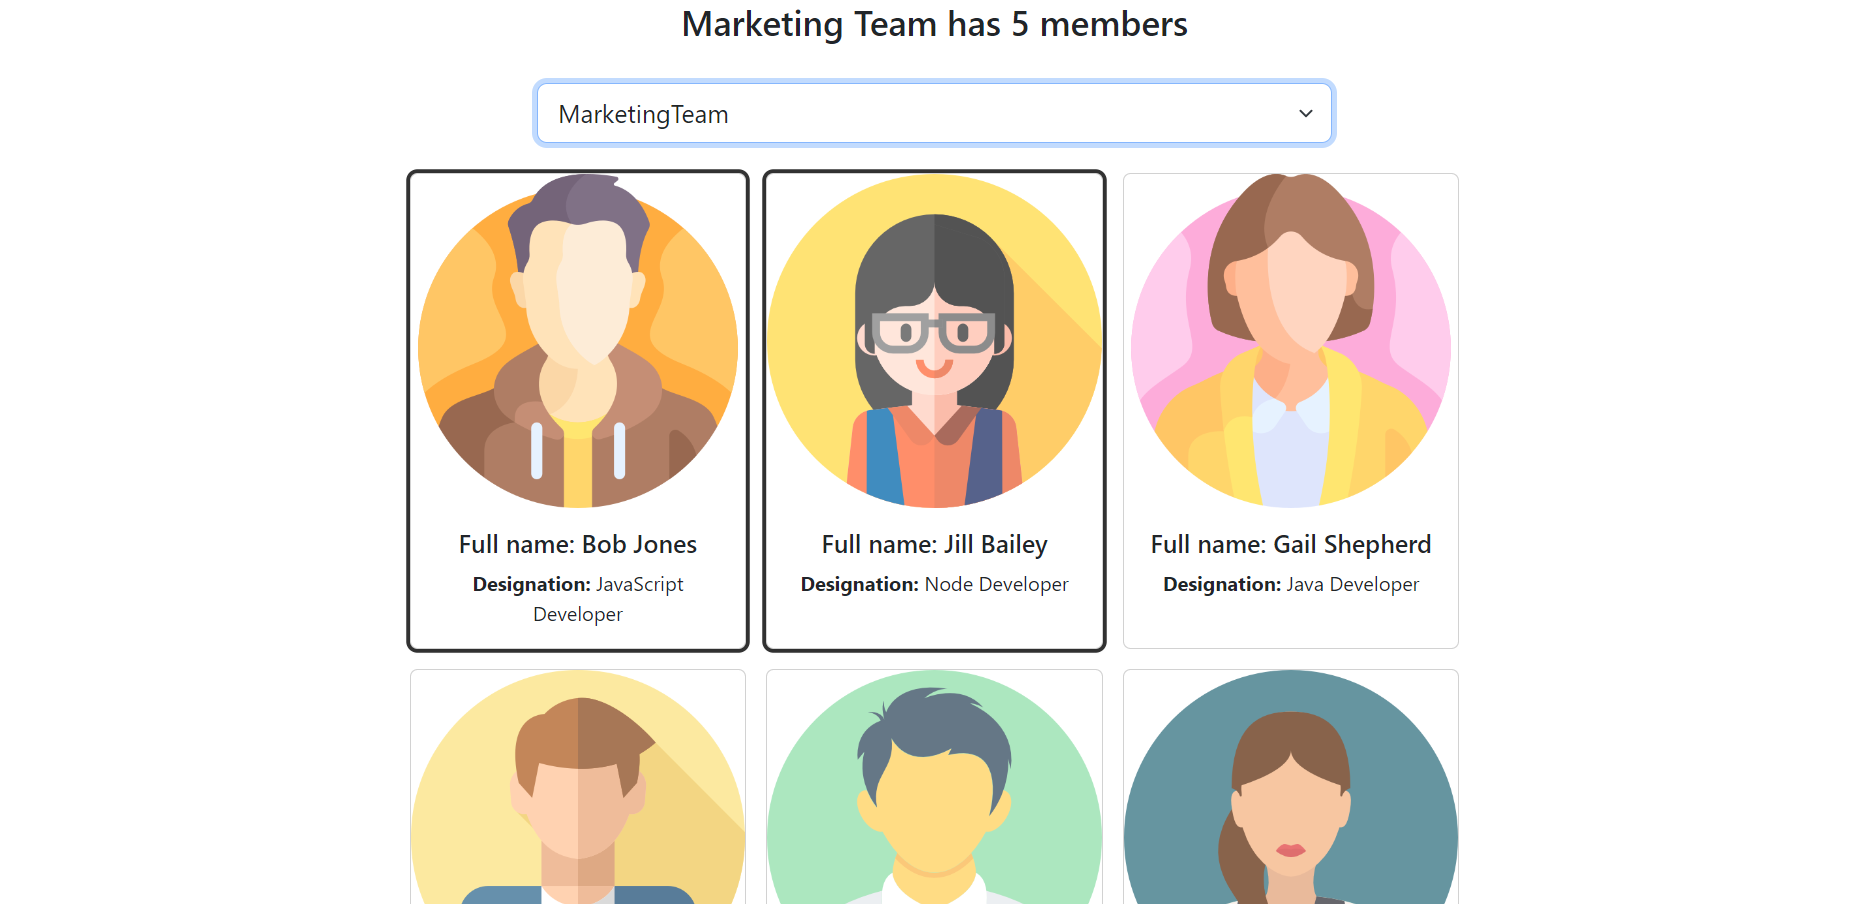 Marketing Team has 5 members
MarketingTeam
Full name: Bob Jones
Designation: JavaScript
Developer
Full name: Jill Bailey
Designation: Node Developer
Full name: Gail Shepherd
Designation: Java Developer